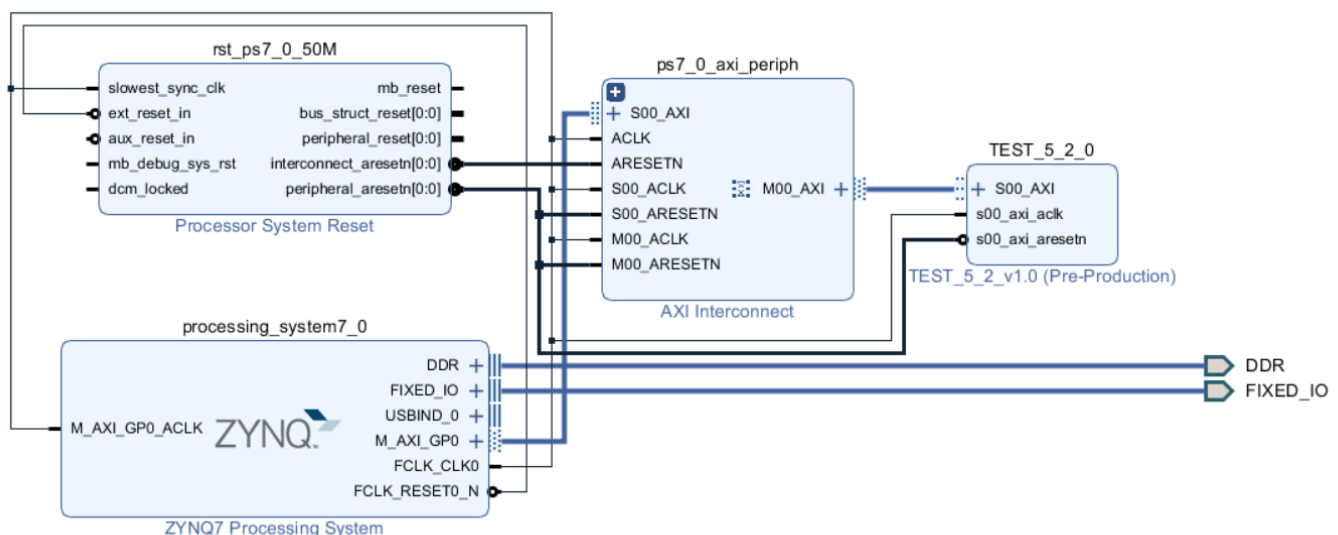 rst_ps7_0_50M
slowest_sync_clk
ext_reset_in
aux_reset_in
mb_debug_sys_rst
dcm_locked
mb_reset
bus_struct_reset[0:0]
peripheral_reset[0:0]
interconnect_aresetn[0:0]
peripheral_aresetn[0:0]
Processor System Reset
ps7_0_axi_periph
S00_AXI
ACLK
ARESETN
S00_ACLK
S00_ARESETN
M00_ACLK
M00_ARESETN
M00_AXI
AXI Interconnect
TEST_5_2_0
S00_AXI
s00_axi_aclk
s00_axi_aresetn
TEST_5_2_v1.0 (Pre-Production)
processing_system7_0
M_AXI_GP0_ACLK
ZYNQ
DDR
FIXED_IO
USBIND_0
M_AXI_GP0
FCLK_CLK0
FCLK_RESET0_N
ZYNQ7 Processing System
DDR
FIXED_IO